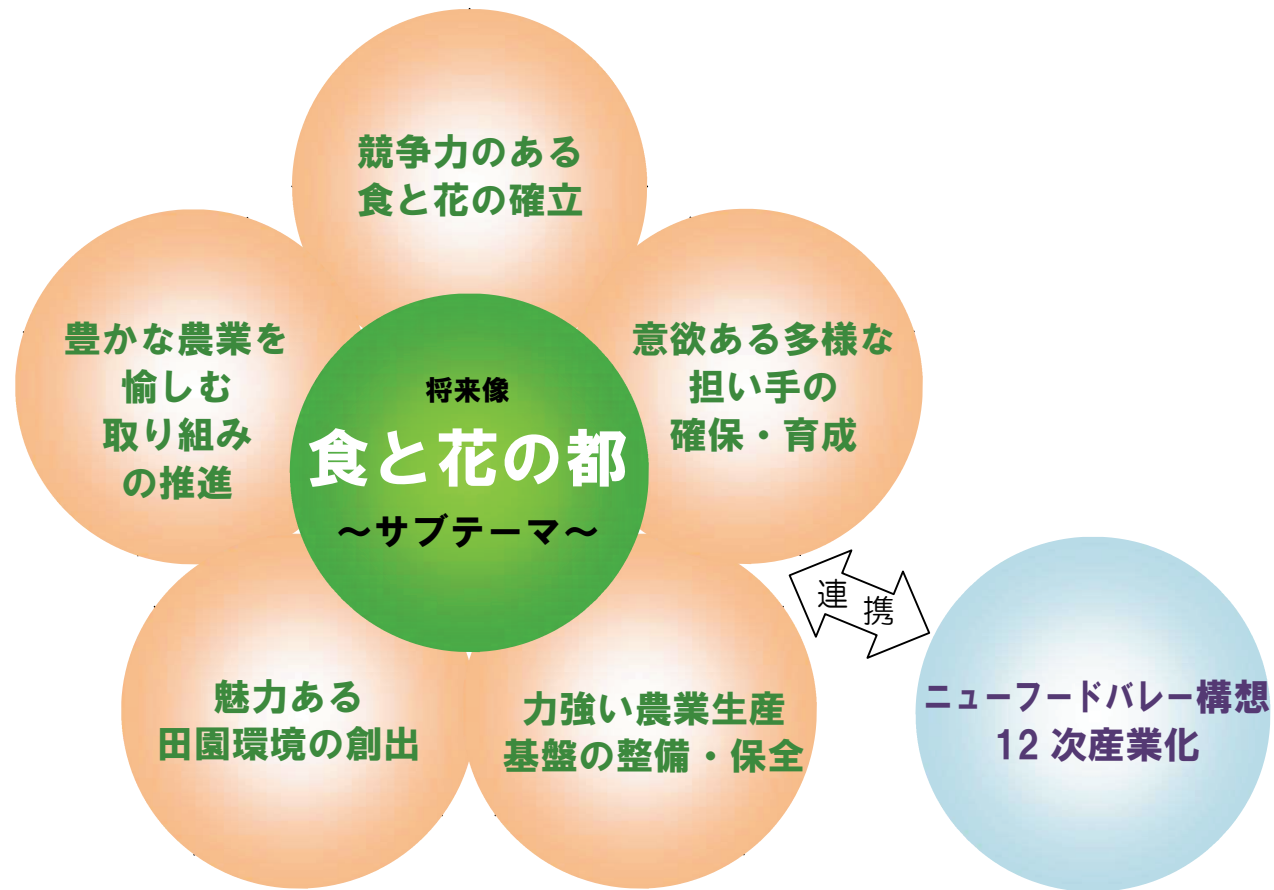 競争力のある
食と花の確立
豊かな農業を
愉しむ
取り組み
の推進
意欲ある多様な
担い手の
確保・育成
将来像
食と花の都
～サブテーマ～
連携
魅力ある
田園環境の創出
力強い農業生産
基盤の整備・保全
ニューフードバレー構想
12 次産業化